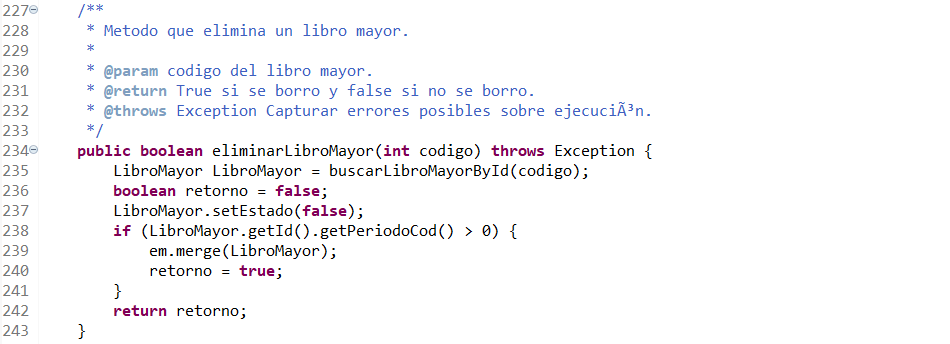 227 /**
228 * Metodo que elimina un libro mayor.
229 *
230 * @param codigo del libro mayor.
231 * @return True si se borro y false si no se borro.
232 * @throws Exception Capturar errores posibles sobre ejecuciÃ³n.
233 */
234 public boolean eliminarLibroMayor(int codigo) throws Exception {
235 LibroMayor LibroMayor = buscarLibroMayorById(codigo);
236 boolean retorno = false;
237 LibroMayor.setEstado(false);
238 if (LibroMayor.getId().getPeriodoCod() > 0) {
239 em.merge(LibroMayor);
240 retorno = true;
241 }
242 return retorno;
243 }